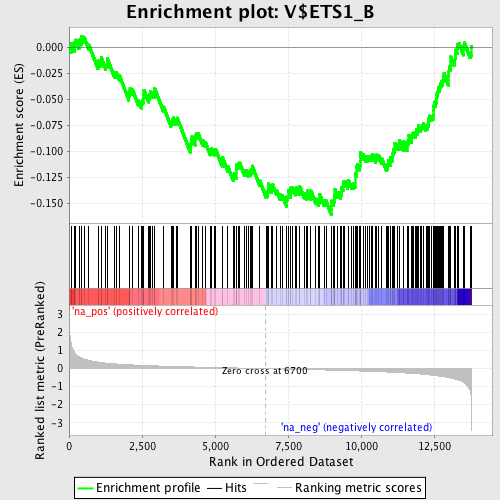 Enrichment plot: V$ETS1_B
Enrichment score (ES)
0.000
-0.025
-0.050
-0.075
-0.100
-0.125
-0.150
Ranked list metric (PreRanked)
3
2
1
0
-1
-2
-3
'na_pos' (positively correlated)
Zero cross at 6700
'na_neg' (negatively correlated)
0
2,500
5,000
7,500
10,000
12,500
Rank in Ordered Dataset
Enrichment profile
Hits
Ranking metric scores